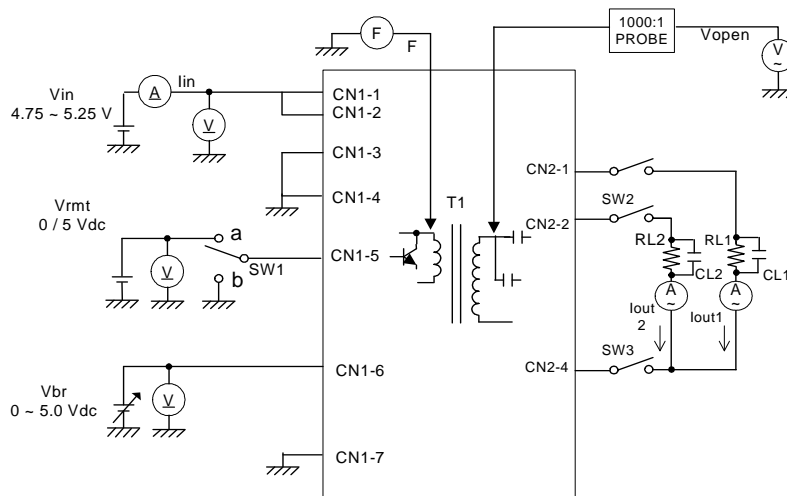 F
F
1000:1
PROBE
Vopen
V
~
Vin
4.75 ~ 5.25 V
A
Iin
V
CN1-1
CN1-2
CN1-3
CN1-4
Vrmt
0 / 5 Vdc
V
a
b
SW1
CN1-5
T1
CN2-1
SW2
CN2-2
RL2
RL1
CL2
CL1
A
~
A
~
Iout
2
Iout1
SW3
CN2-4
Vbr
0 ~ 5.0 Vdc
V
CN1-6
CN1-7